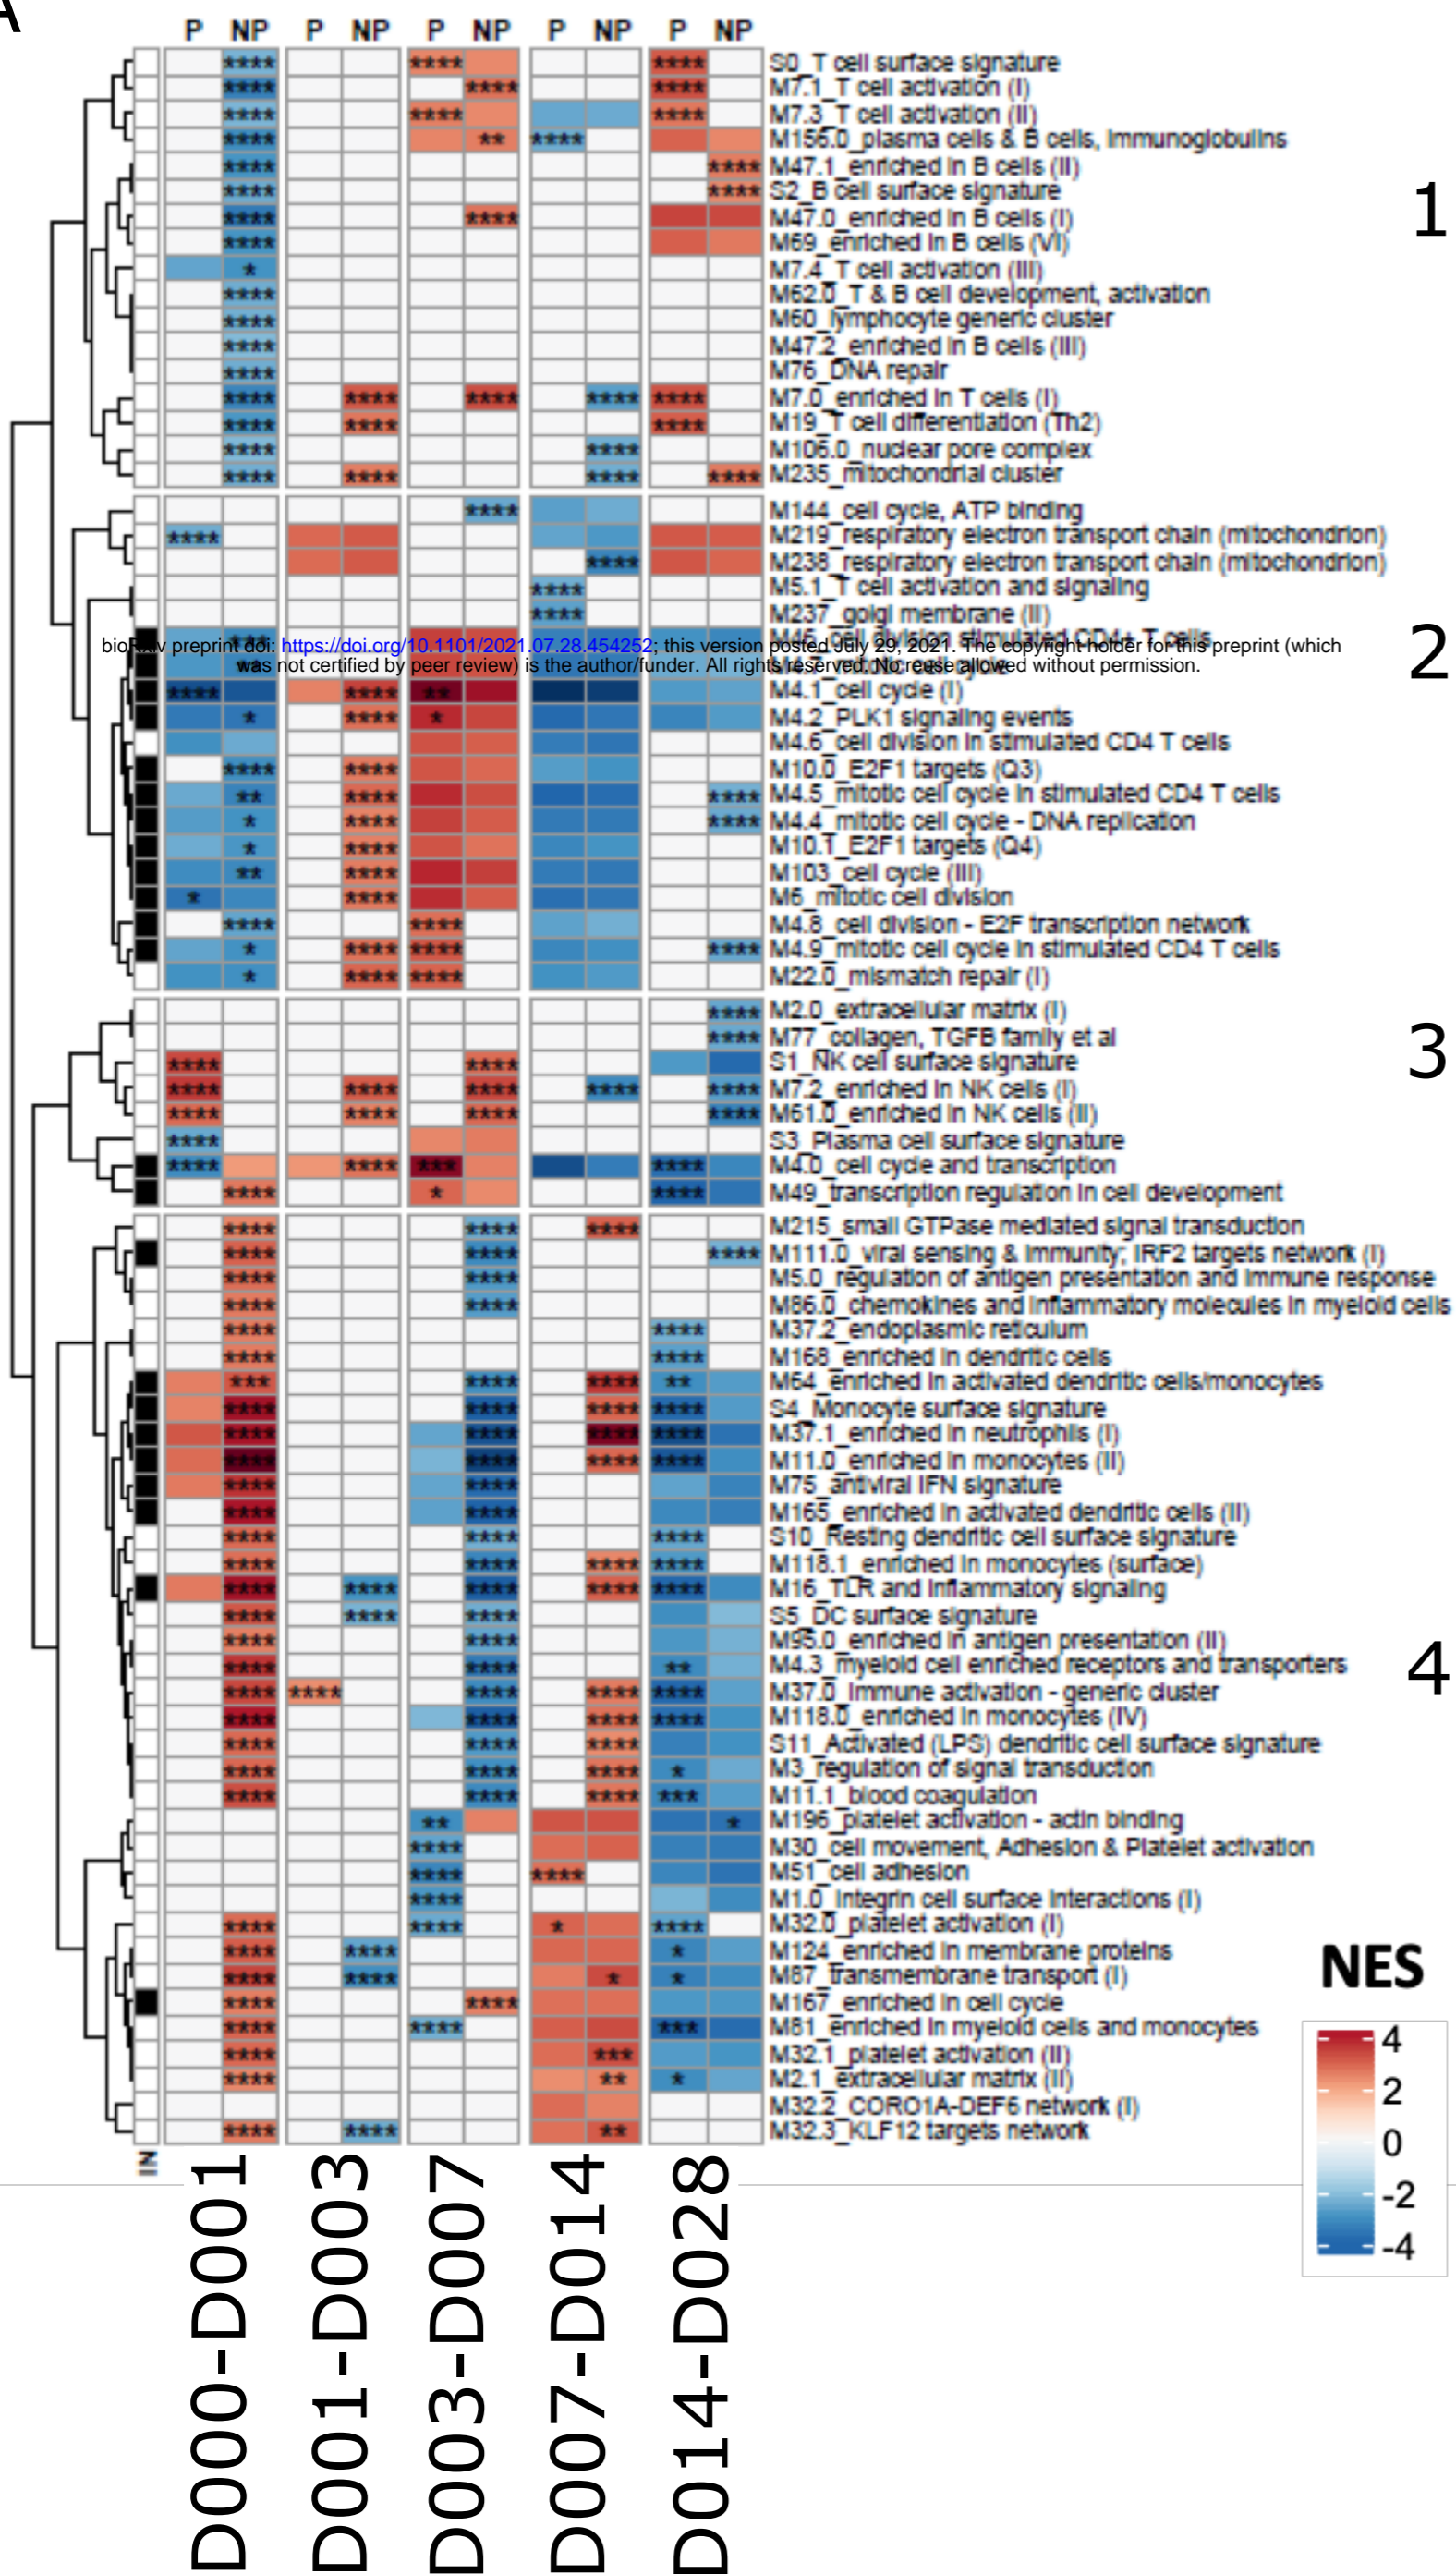 A
P NP P NP P NP P NP P NP
S0_T cell surface signature
M7.1_T cell activation (I)
M7.3_T cell activation (II)
M156.0_plasma cells & B cells, immunoglobulins
M47.1_enriched in B cells (II)
S2_B cell surface signature
1
M47.0_enriched in B cells (I)
M69_enriched in B cells (VI)
M7.4_T cell activation (III)
M62.0_T & B cell development, activation
M60_lymphocyte generic cluster
M47.2_enriched in B cells (III)
M76_DNA repair
M7.0_enriched in T cells (I)
M19_T cell differentiation (Th2)
M106.0_nuclear pore complex
M235_mitochondrial cluster
M144_cell cycle, ATP binding
M219_respiratory electron transport chain (mitochondrion)
M238_respiratory electron transport chain (mitochondrion)
M5.1_T cell activation and signaling
M237_golgi membrane (II)
M46_cell division stimulated CD4+ T cells
bioRxiv preprint doi: https://doi.org/10.1101/2021.07.28.454252; this version posted July 29, 2021. The copyright holder for this preprint (which
was not certified by peer review) is the author/funder. All rights reserved. No reuse allowed without permission.
2
M4.1_cell cycle (I)
M4.2_PLK1 signaling events
M4.6_cell division in stimulated CD4 T cells
M10.0_E2F1 targets (Q3)
M4.5_mitotic cell cycle in stimulated CD4 T cells
M4.4_mitotic cell cycle - DNA replication
M10.1_E2F1 targets (Q4)
M103_cell cycle (III)
M6_mitotic cell division
M4.8_cell division - E2F transcription network
M4.9_mitotic cell cycle in stimulated CD4 T cells
M22.0_mismatch repair (I)
M2.0_extracellular matrix (I)
M77_collagen, TGFB family et al
3
S1_NK cell surface signature
M7.2_enriched in NK cells (I)
M61.0_enriched in NK cells (II)
S3_Plasma cell surface signature
M4.0_cell cycle and transcription
M49_transcription regulation in cell development
M215_small GTPase mediated signal transduction
M111.0_viral sensing & immunity; IRF2 targets network (I)
M5.0_regulation of antigen presentation and immune response
M86.0_chemokines and inflammatory molecules in myeloid cells
M37.2_endoplasmic reticulum
M168_enriched in dendritic cells
M64_enriched in activated dendritic cells/monocytes
S4_Monocyte surface signature
M37.1_enriched in neutrophils (I)
M11.0_enriched in monocytes (II)
M75_antiviral IFN signature
M165_enriched in activated dendritic cells (II)
S10_Resting dendritic cell surface signature
M118.1_enriched in monocytes (surface)
M16_TLR and inflammatory signaling
S5_DC surface signature
M95.0_enriched in antigen presentation (II)
M4.3_myeloid cell enriched receptors and transporters
4
M37.0_immune activation - generic cluster
M118.0_enriched in monocytes (IV)
S11_Activated (LPS) dendritic cell surface signature
M3_regulation of signal transduction
M11.1_blood coagulation
M196_platelet activation - actin binding
M30_cell movement, Adhesion & Platelet activation
M51_cell adhesion
M1.0_integrin cell surface interactions (I)
M32.0_platelet activation (I)
M124_enriched in membrane proteins
M87_transmembrane transport (I)
M167_enriched in cell cycle
M81_enriched in myeloid cells and monocytes
M32.1_platelet activation (II)
M2.1_extracellular matrix (II)
M32.2_CORO1A-DEF6 network (I)
M32.3_KLF12 targets network
NES
4
2
0
-2
-4
IN
D000-D001
D001-D003
D003-D007
D007-D014
D014-D028